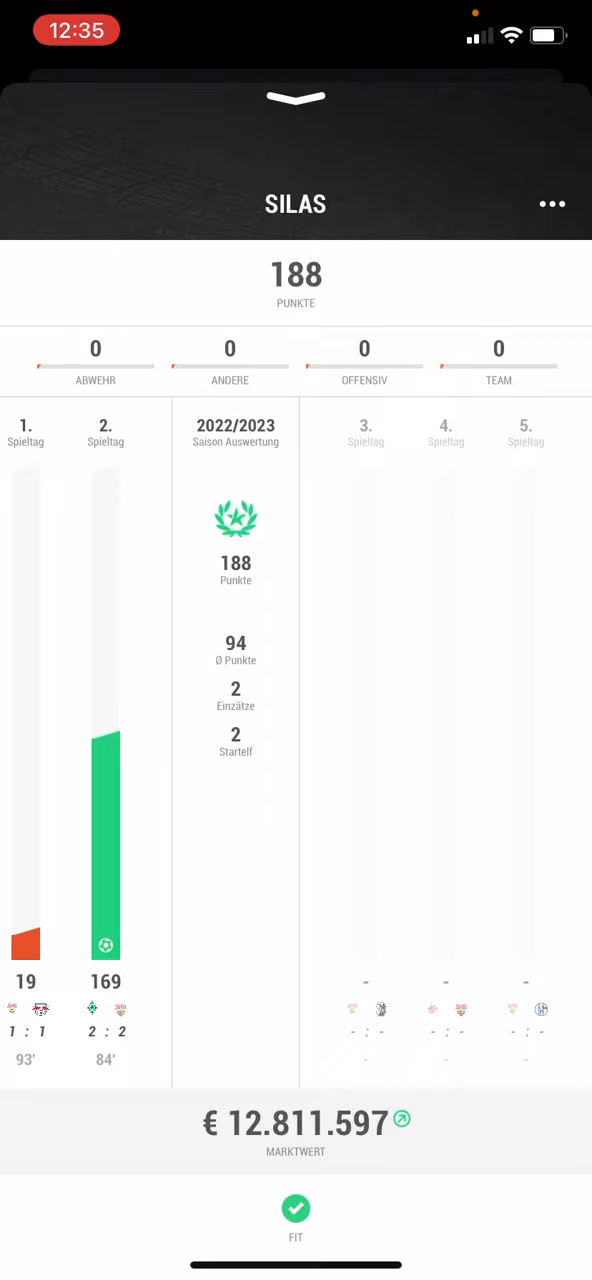 12:35
SILAS
188
PUNKTE
0 0 0 0
ABWEHR ANDERE OFFENSIV TEAM
1. 2. 2022/2023 3. 4. 5.
Spieltag Spieltag Saison Auswertung Spieltag Spieltag Spieltag
188
Punkte
94
Ø Punkte
2
Einzätze
2
Startelf
19 169 - - -
1 : 1 2 : 2 - : - - : - - : -
93' 84' - - -
€ 12.811.597
MARKTWERT
FIT